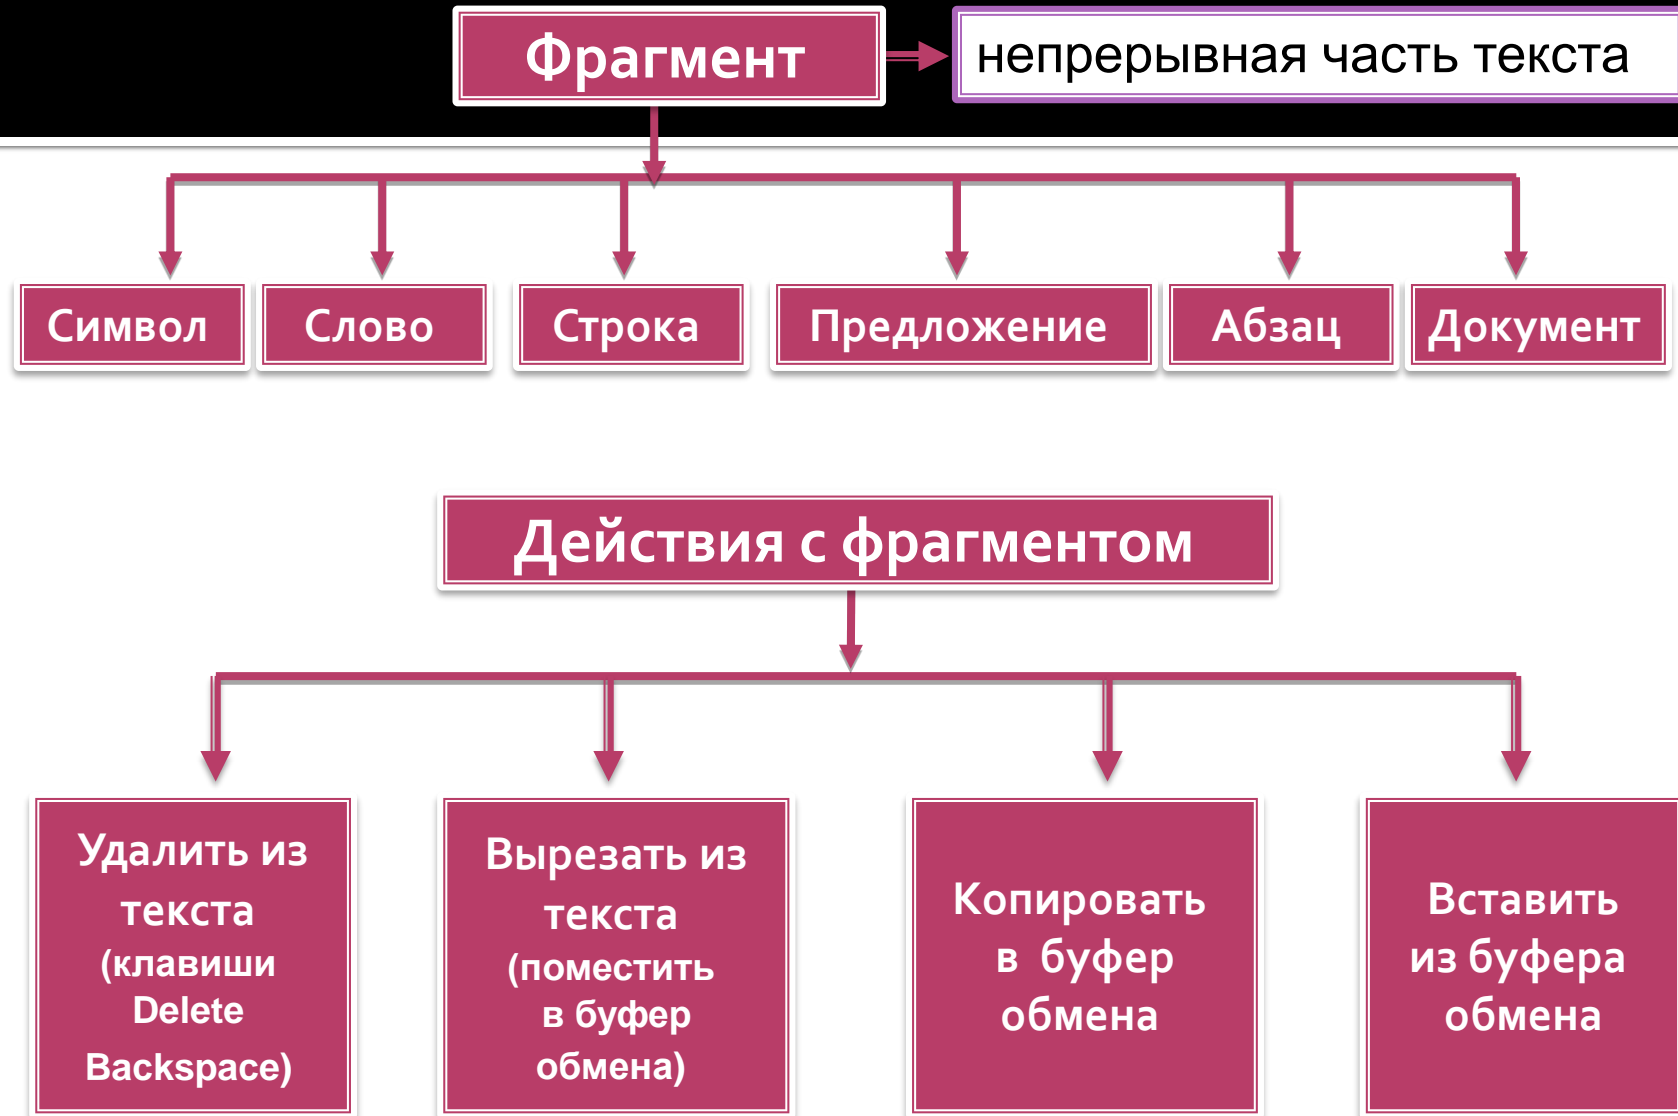 Фрагмент
непрерывная часть текста
Символ
Слово
Строка
Предложение
Абзац
Документ
Действия с фрагментом
Удалить из
текста
(клавиши
Delete
Backspace)
Вырезать из
текста
(поместить
в буфер
обмена)
Копировать
в буфер
обмена
Вставить
из буфера
обмена